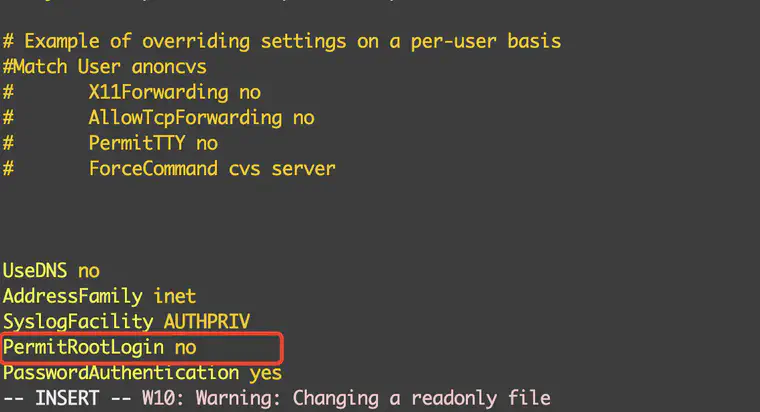 # Example of overriding settings on a per-user basis
#Match User anoncvs
#       X11Forwarding no
#       AllowTcpForwarding no
#       PermitTTY no
#       ForceCommand cvs server
UseDNS no
AddressFamily inet
SyslogFacility AUTHPRIV
PermitRootLogin no
PasswordAuthentication yes
-- INSERT -- W10: Warning: Changing a readonly file